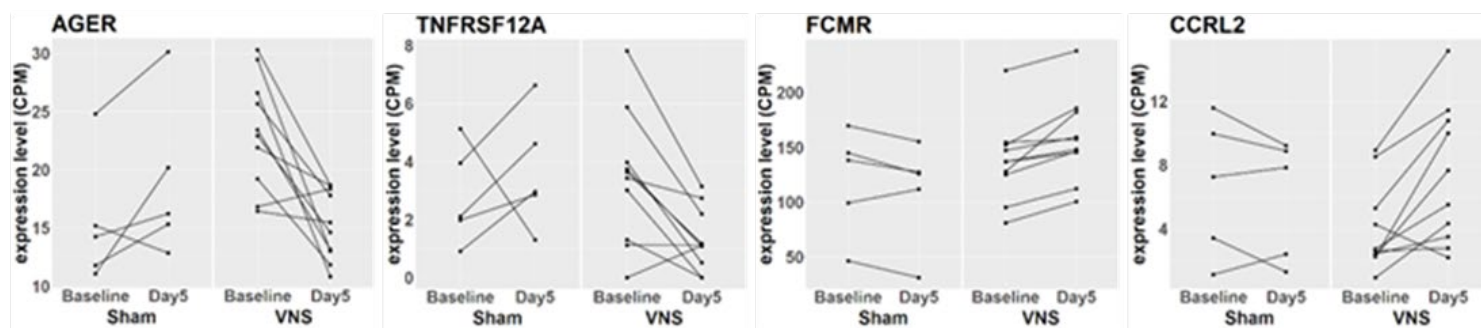 AGER
expression level (CPM)
30
25
20
15
10
Baseline Day5 Baseline Day5
Sham VNS
TNFRSF12A
expression level (CPM)
8
6
4
2
0
Baseline Day5 Baseline Day5
Sham VNS
FCMR
expression level (CPM)
200
150
100
50
Baseline Day5 Baseline Day5
Sham VNS
CCRL2
expression level (CPM)
12
8
4
Baseline Day5 Baseline Day5
Sham VNS